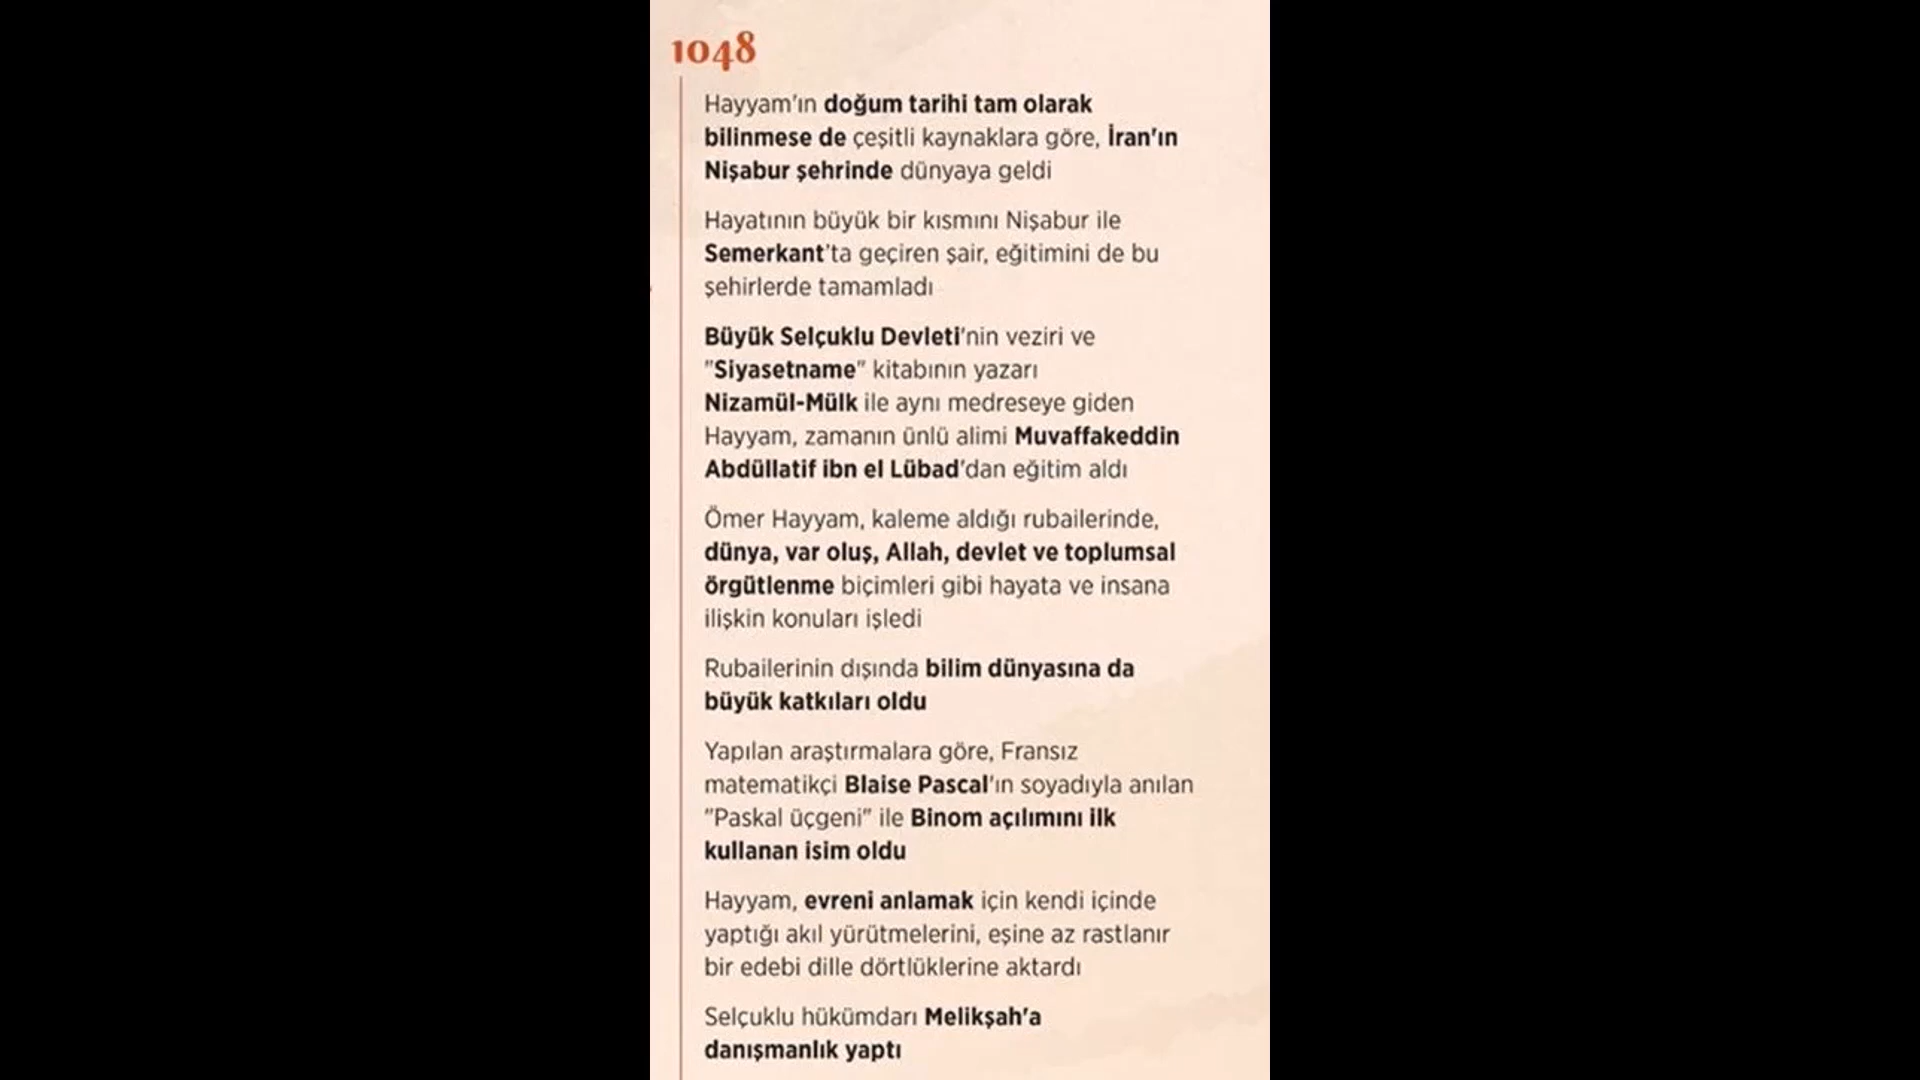 1048
Hayyam'ın doğum tarihi tam olarak
bilinmese de çeşitli kaynaklara göre, İran'ın
Nişabur şehrinde dünyaya geldi
Hayatının büyük bir kısmını Nişabur ile
Semerkant'ta geçiren şair, eğitimini de bu
şehirlerde tamamladı
Büyük Selçuklu Devleti'nin veziri ve
"Siyasetname" kitabının yazarı
Nizamül-Mülk ile aynı medreseye giden
Hayyam, zamanın ünlü alimi Muvaffakeddin
Abdüllatif ibn el Lübad'dan eğitim aldı
Ömer Hayyam, kaleme aldığı rubailerinde,
dünya, var oluş, Allah, devlet ve toplumsal
örgütlenme biçimleri gibi hayata ve insana
ilişkin konuları işledi
Rubailerinin dışında bilim dünyasına da
büyük katkıları oldu
Yapılan araştırmalara göre, Fransız
matematikçi Blaise Pascal'ın soyadıyla anılan
"Paskal üçgeni" ile Binom açılımını ilk
kullanan isim oldu
Hayyam, evreni anlamak için kendi içinde
yaptığı akıl yürütmelerini, eşine az rastlanır
bir edebi dille dörtlüklerine aktardı
Selçuklu hükümdarı Melikşah'a
danışmanlık yaptı